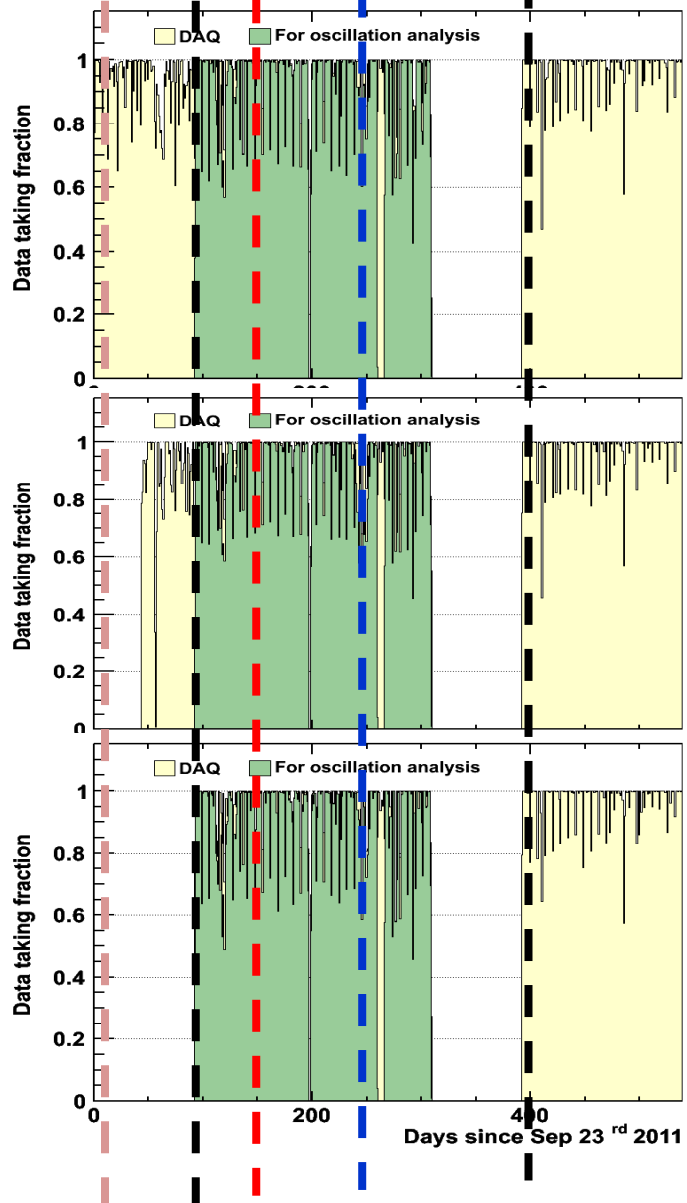 DAQ For oscillation analysis
1
0.8
0.6
0.4
0.2
0
Data taking fraction
DAQ For oscillation analysis
1
0.8
0.6
0.4
0.2
0
Data taking fraction
DAQ For oscillation analysis
1
0.8
0.6
0.4
0.2
0
Data taking fraction
0 200 400
Days since Sep 23 rd 2011